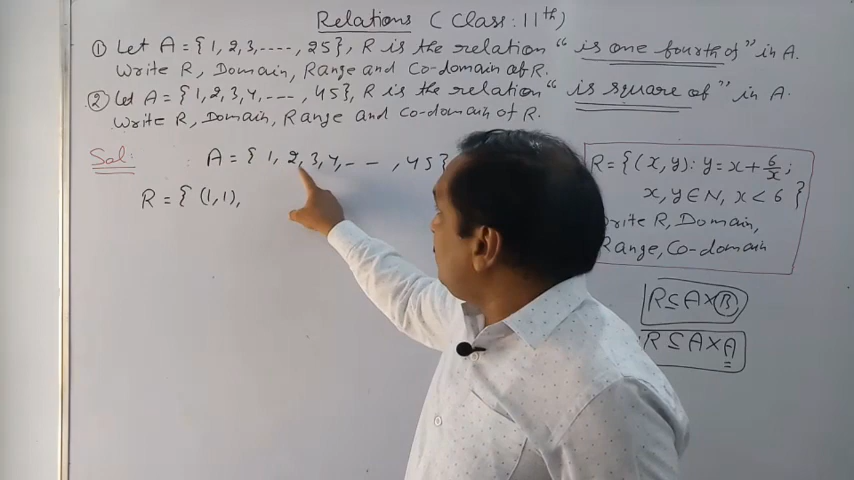 Relations (Class: 11th)
① Let A = {1, 2, 3, ----, 25}, R is the relation "is one fourth of" in A.
Write R, Domain, Range and Co-domain of R.
② Let A = {1, 2, 3, 4, ----, 45}, R is the relation "is square of" in A.
Write R, Domain, Range and Co-domain of R.
Sol: A = {1, 2, 3, 4, - - -, 45}
R = { (1,1),
R = {(x, y): y = x + 6/x;
x, y ∈ N, x < 6}
rite R, Domain,
Range, Co-domain
R ⊆ A × B
R ⊆ A × A